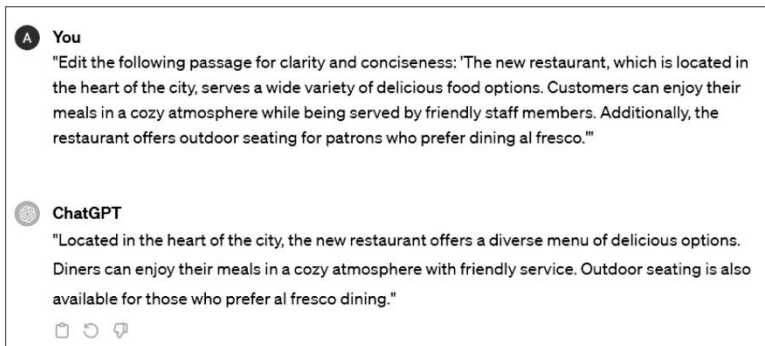 A You
"Edit the following passage for clarity and conciseness: 'The new restaurant, which is located in
the heart of the city, serves a wide variety of delicious food options. Customers can enjoy their
meals in a cozy atmosphere while being served by friendly staff members. Additionally, the
restaurant offers outdoor seating for patrons who prefer dining al fresco.'"
ChatGPT
"Located in the heart of the city, the new restaurant offers a diverse menu of delicious options.
Diners can enjoy their meals in a cozy atmosphere with friendly service. Outdoor seating is also
available for those who prefer al fresco dining."